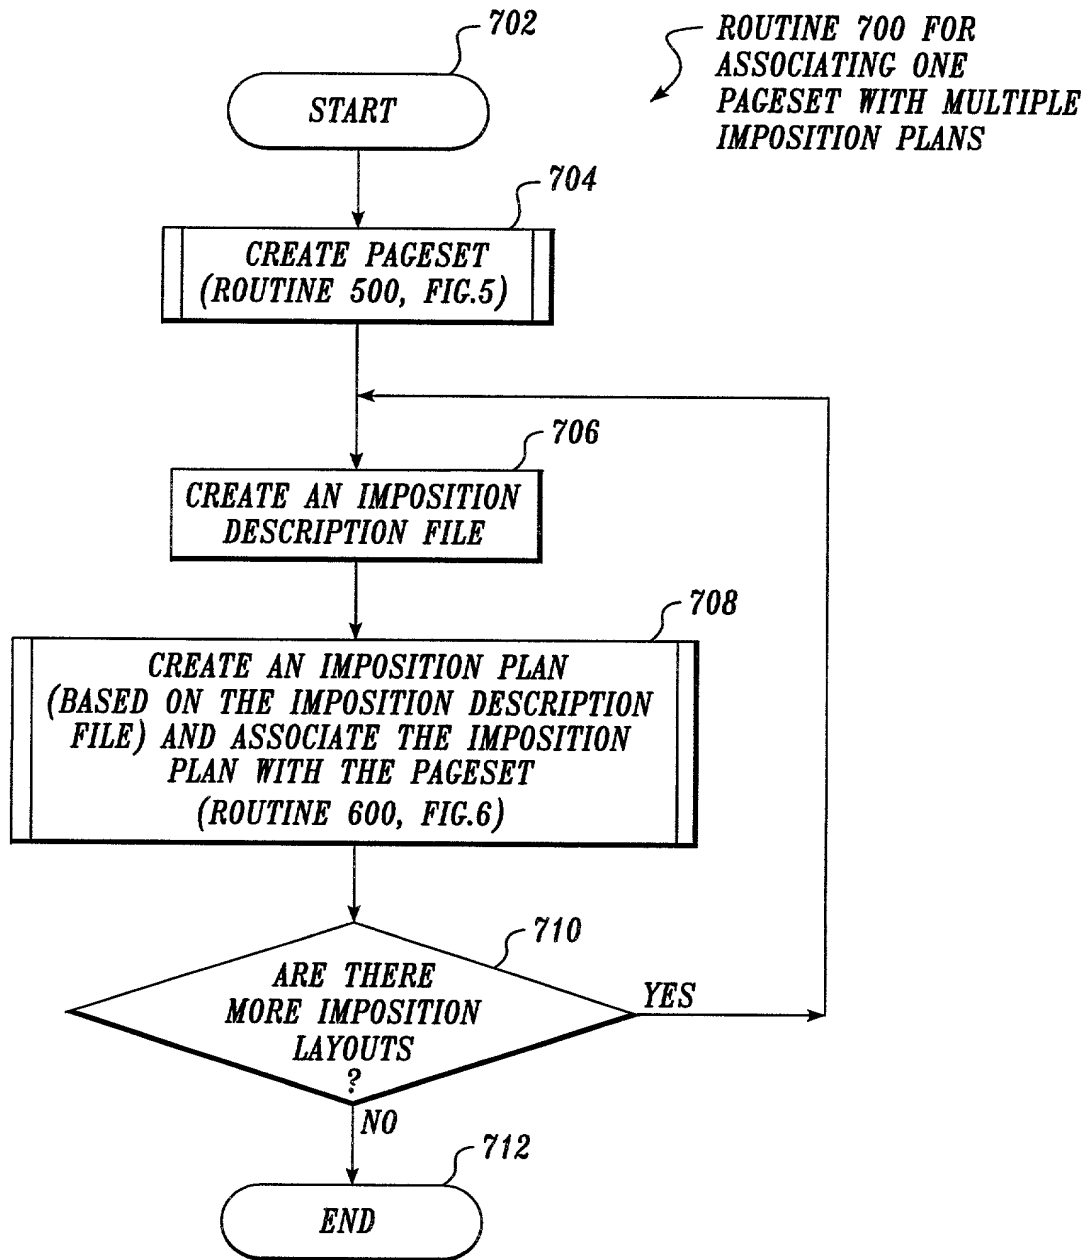 702
ROUTINE 700 FOR
ASSOCIATING ONE
PAGESET WITH MULTIPLE
IMPOSITION PLANS
START
704
CREATE PAGESET
(ROUTINE 500, FIG.5)
706
CREATE AN IMPOSITION
DESCRIPTION FILE
708
CREATE AN IMPOSITION PLAN
(BASED ON THE IMPOSITION DESCRIPTION
FILE) AND ASSOCIATE THE IMPOSITION
PLAN WITH THE PAGESET
(ROUTINE 600, FIG.6)
710
ARE THERE
MORE IMPOSITION
LAYOUTS
?
YES
NO
712
END